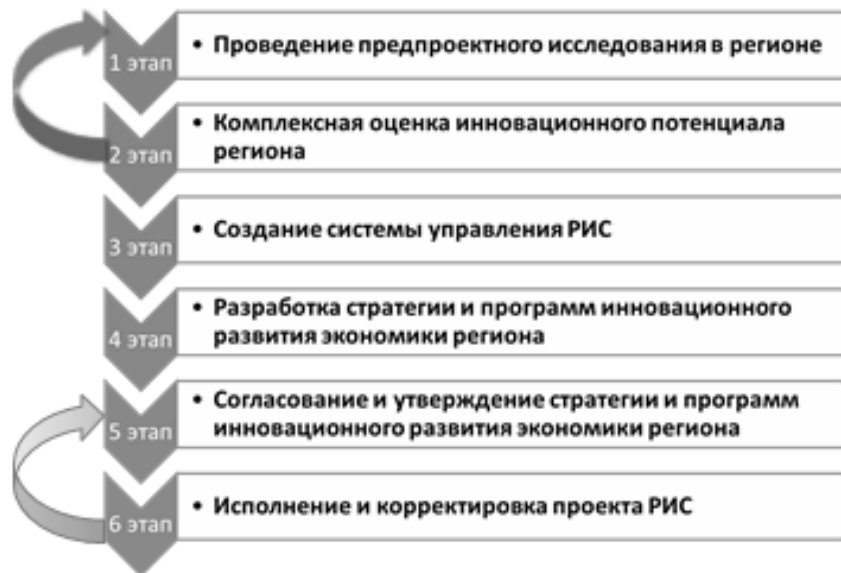 1 этап
• Проведение предпроектного исследования в регионе
2 этап
• Комплексная оценка инновационного потенциала
региона
3 этап
• Создание системы управления РИС
4 этап
• Разработка стратегии и программ инновационного
развития экономики региона
5 этап
• Согласование и утверждение стратегии и программ
инновационного развития экономики региона
6 этап
• Исполнение и корректировка проекта РИС